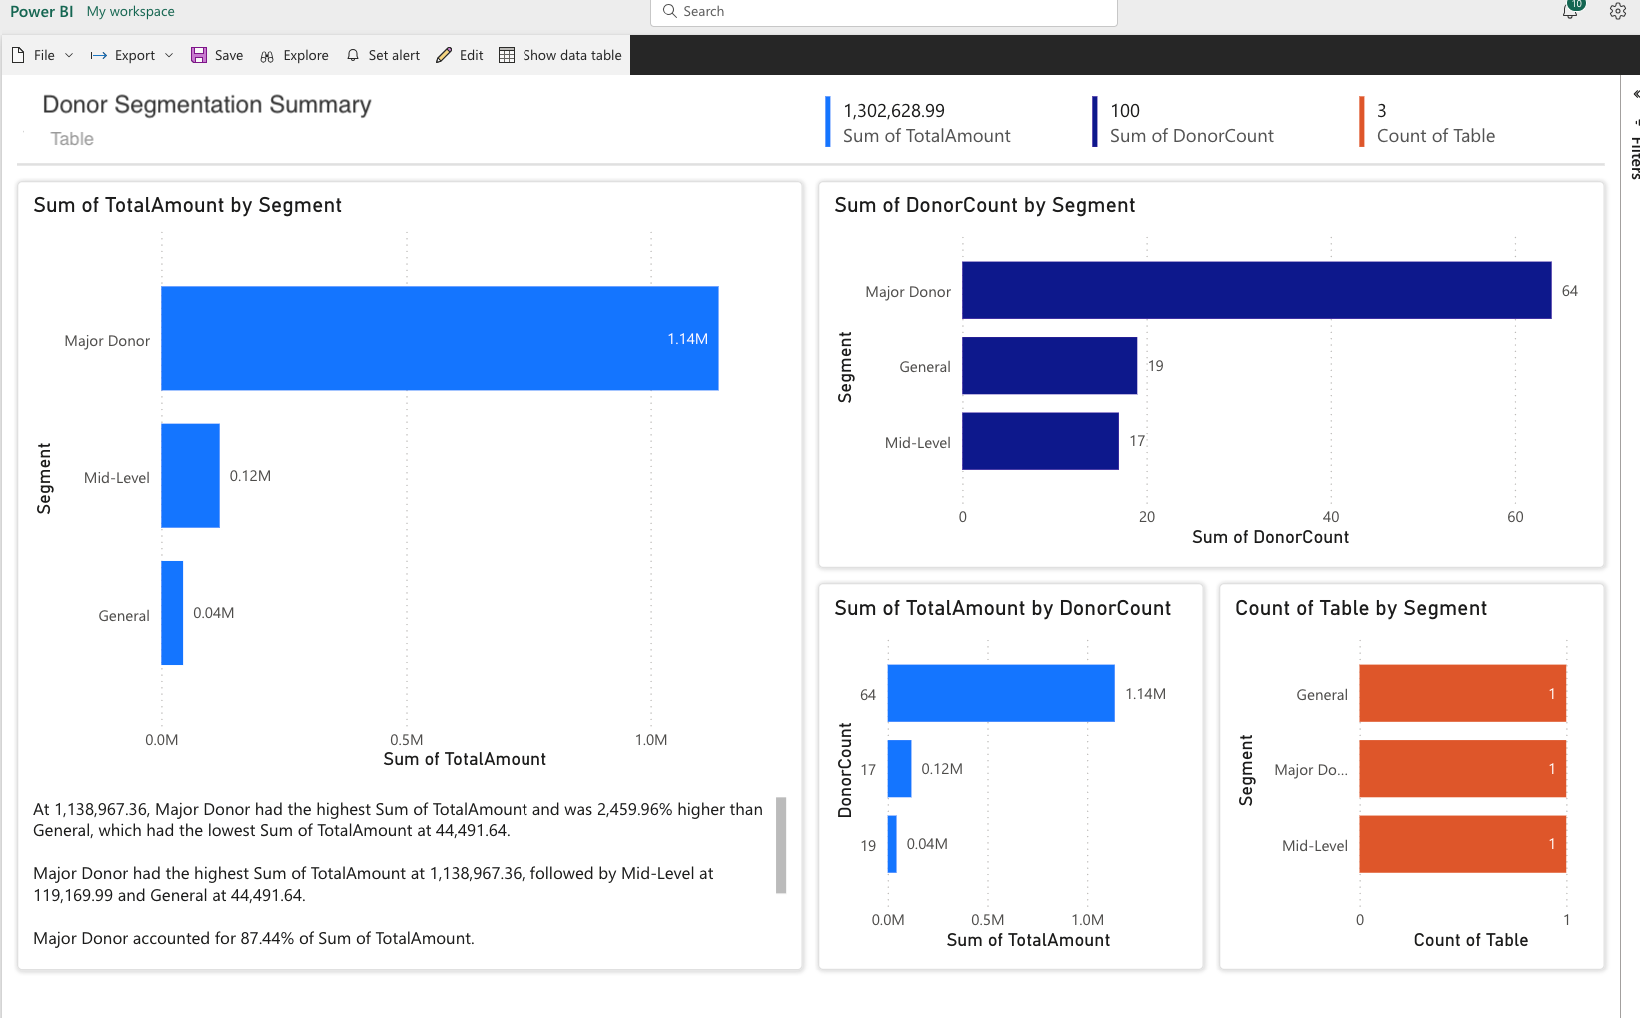 Power BI My workspace
Search
10
File Export Save Explore Set alert Edit Show data table
Donor Segmentation Summary
Table
1,302,628.99
Sum of TotalAmount
100
Sum of DonorCount
3
Count of Table
Filters
Sum of TotalAmount by Segment
Segment
Major Donor
1.14M
Mid-Level
0.12M
General
0.04M
0.0M 0.5M 1.0M
Sum of TotalAmount
At 1,138,967.36, Major Donor had the highest Sum of TotalAmount and was 2,459.96% higher than
General, which had the lowest Sum of TotalAmount at 44,491.64.
Major Donor had the highest Sum of TotalAmount at 1,138,967.36, followed by Mid-Level at
119,169.99 and General at 44,491.64.
Major Donor accounted for 87.44% of Sum of TotalAmount.
Sum of DonorCount by Segment
Segment
Major Donor 64
General 19
Mid-Level 17
0 20 40 60
Sum of DonorCount
Sum of TotalAmount by DonorCount
DonorCount
64 1.14M
17 0.12M
19 0.04M
0.0M 0.5M 1.0M
Sum of TotalAmount
Count of Table by Segment
Segment
General 1
Major Do... 1
Mid-Level 1
0 1
Count of Table